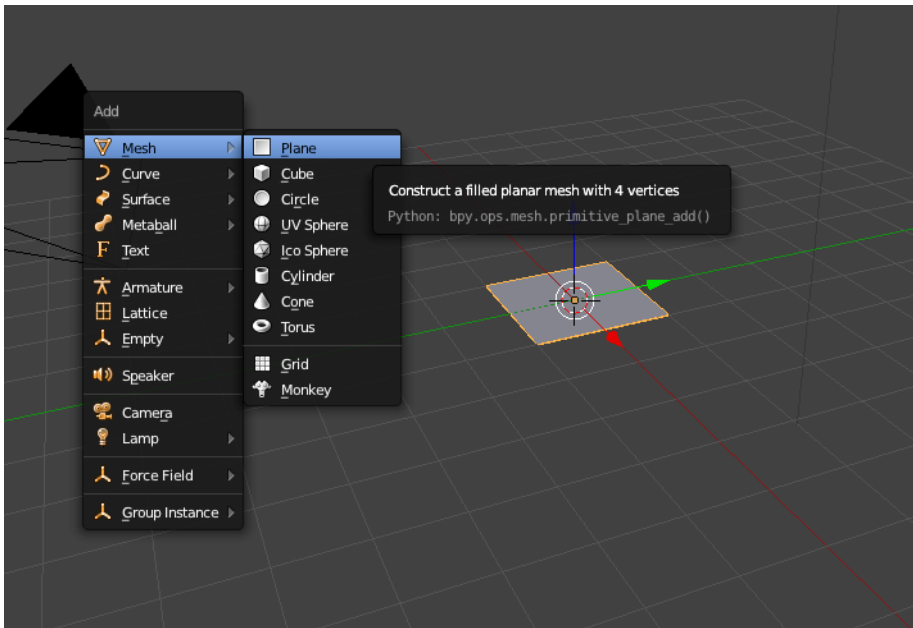 Add
Mesh
Curve
Surface
Metaball
Text
Armature
Lattice
Empty
Speaker
Camera
Lamp
Force Field
Group Instance
Plane
Cube
Circle
UV Sphere
Ico Sphere
Cylinder
Cone
Torus
Grid
Monkey
Construct a filled planar mesh with 4 vertices
Python: bpy.ops.mesh.primitive_plane_add()